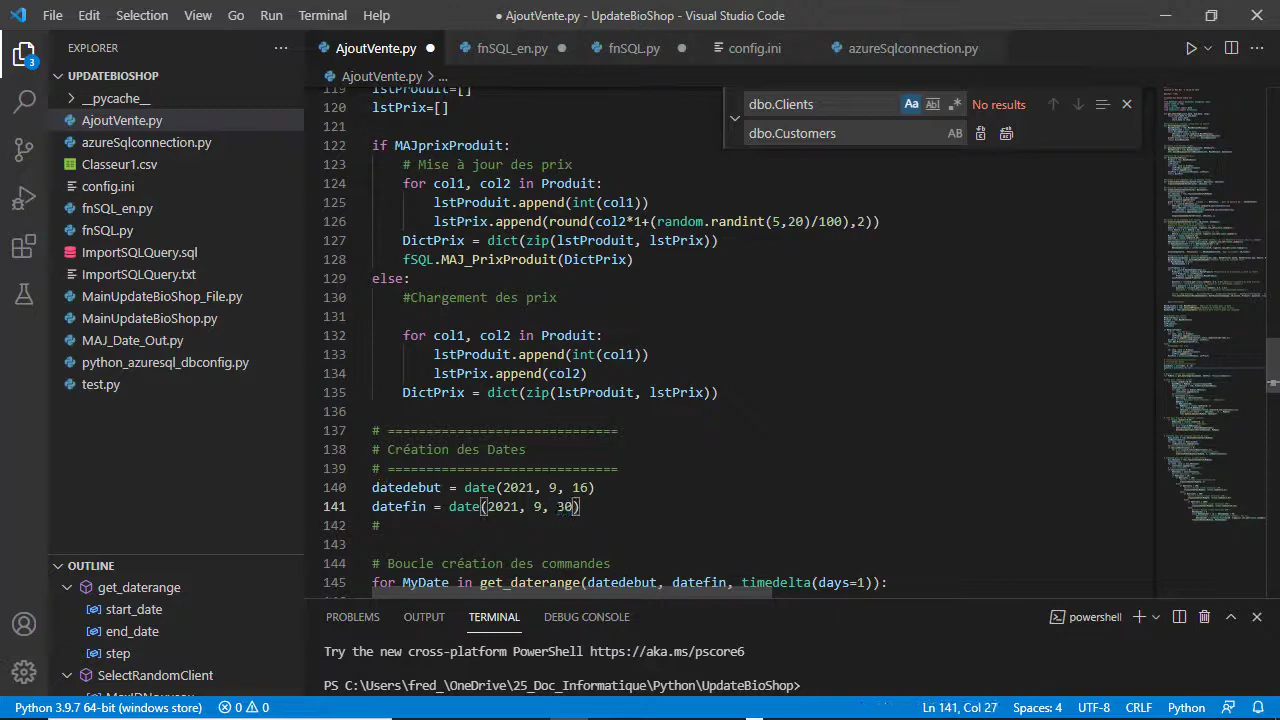 File Edit Selection View Go Run Terminal Help
● AjoutVente.py - UpdateBioShop - Visual Studio Code
EXPLORER
UPDATEBIOSHOP
__pycache__
AjoutVente.py
azureSqlconnection.py
Classeur1.csv
config.ini
fnSQL_en.py
fnSQL.py
ImportSQLQuery.sql
ImportSQLQuery.txt
MainUpdateBioShop_File.py
MainUpdateBioShop.py
MAJ_Date_Out.py
python_azuresql_dbconfig.py
test.py
OUTLINE
get_daterange
start_date
end_date
step
SelectRandomClient
3
AjoutVente.py fnSQL_en.py fnSQL.py config.ini azureSqlconnection.py
AjoutVente.py > ...
dbo.Clients Aa Ab No results
dbo.Customers AB
119 lstProduit=[]
120 lstPrix=[]
121
122 if MAJprixProduit:
123 # Mise à jour des prix
124 for col1, col2 in Produit:
125 lstProduit.append(int(col1))
126 lstPrix.append(round(col2*1+(random.randint(
20)/100),2))
127 DictPrix = dict(zip(lstProduit, lstPrix))
128 fSQL.MAJ_prixProduit(DictPrix)
129 else:
130 #Changement des prix
131
132 for col1, col2 in Produit:
133 lstProduit.append(int(col1))
134 lstPrix.append(col2)
135 DictPrix = dict(zip(lstProduit, lstPrix))
136
137 # ==============================
138 # Création des Dates
139 # ==============================
140 datedebut = date(2021, 9, 16)
141 datefin = date(2021, 9, 30)
142 #
143
144 # Boucle création des commandes
145 for MyDate in get_daterange(datedebut, datefin, timedelta(days=1)):
PROBLEMS OUTPUT TERMINAL DEBUG CONSOLE
powershell
Try the new cross-platform PowerShell https://aka.ms/pscore6
PS C:\Users\fred_\OneDrive\25_Doc_Informatique\Python\UpdateBioShop>
Python 3.9.7 64-bit (windows store) 0 0 Ln 141, Col 27 Spaces: 4 UTF-8 CRLF Python